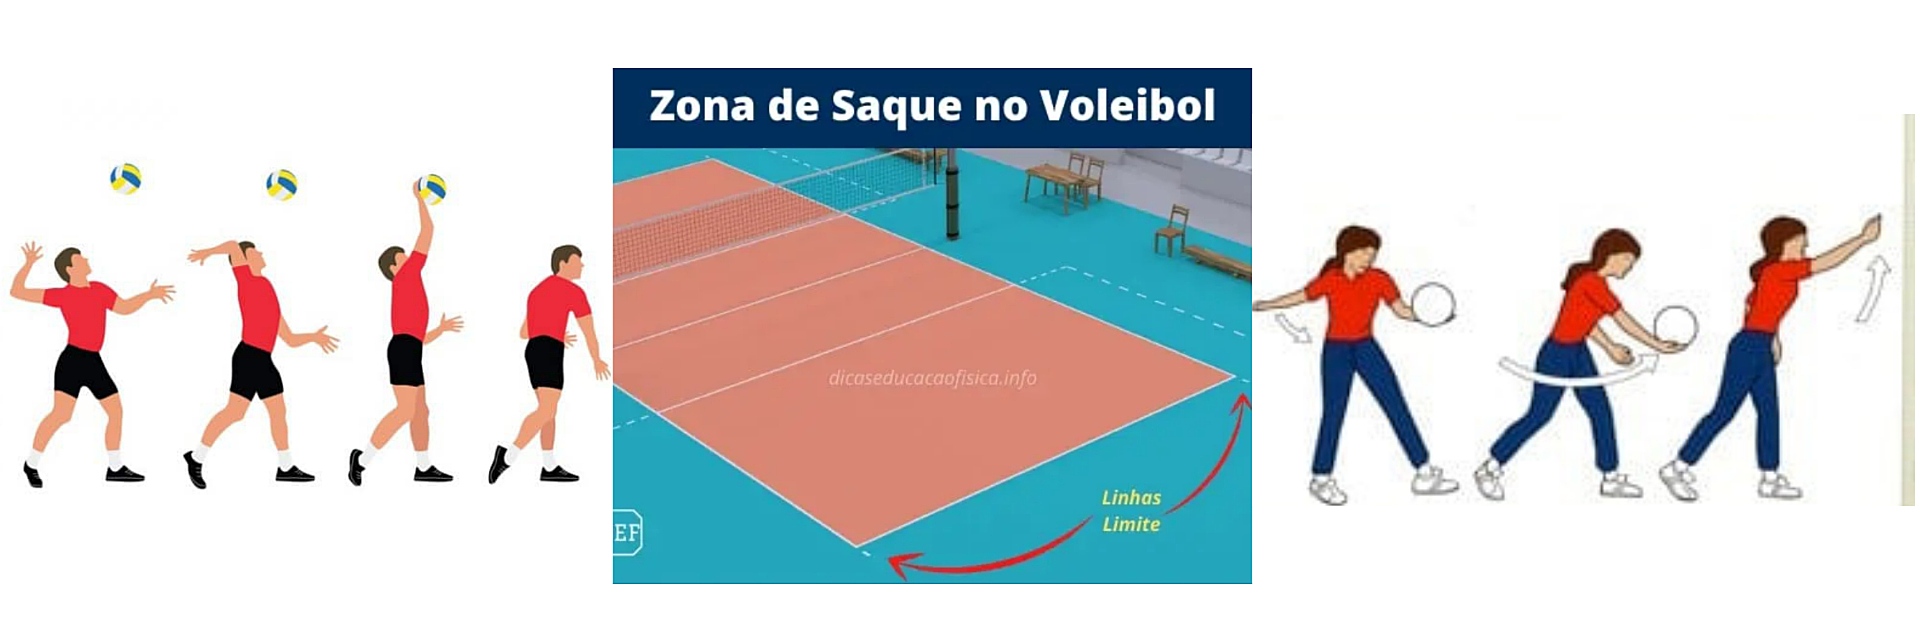 Zona de Saque no Voleibol
dicaseducacaofisica.info
Linhas
Limite
EF